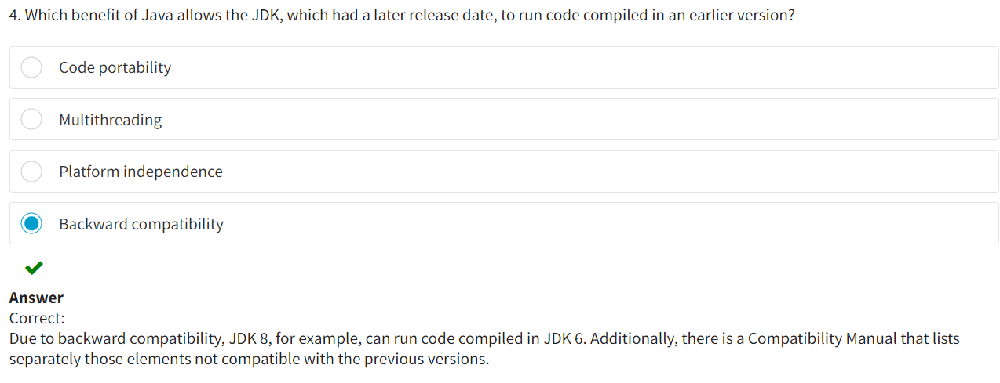 4. Which benefit of Java allows the JDK, which had a later release date, to run code compiled in an earlier version?
Code portability
Multithreading
Platform independence
Backward compatibility
Answer
Correct:
Due to backward compatibility, JDK 8, for example, can run code compiled in JDK 6. Additionally, there is a Compatibility Manual that lists
separately those elements not compatible with the previous versions.